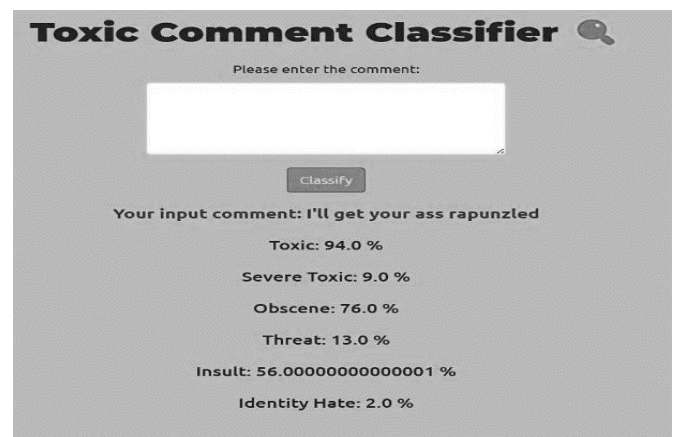 Toxic Comment Classifier
Please enter the comment:
Classify
Your input comment: I'll get your ass rapunzled
Toxic: 94.0 %
Severe Toxic: 9.0 %
Obscene: 76.0 %
Threat: 13.0 %
Insult: 56.00000000000001 %
Identity Hate: 2.0 %